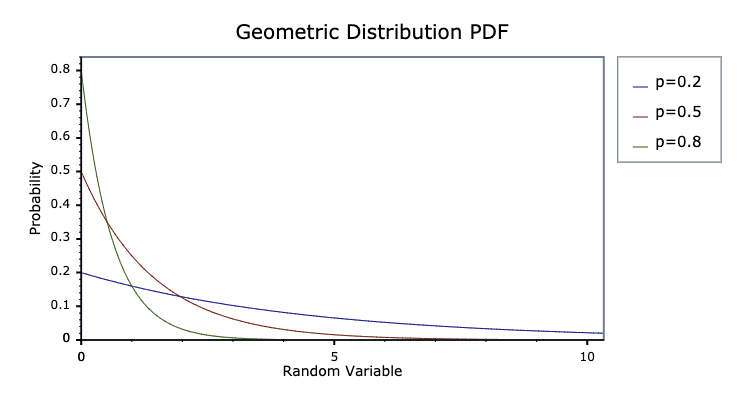 Geometric Distribution PDF
0.8
0.7
0.6
0.5
0.4
0.3
0.2
0.1
0
Probability
0 5 10
Random Variable
p=0.2
p=0.5
p=0.8